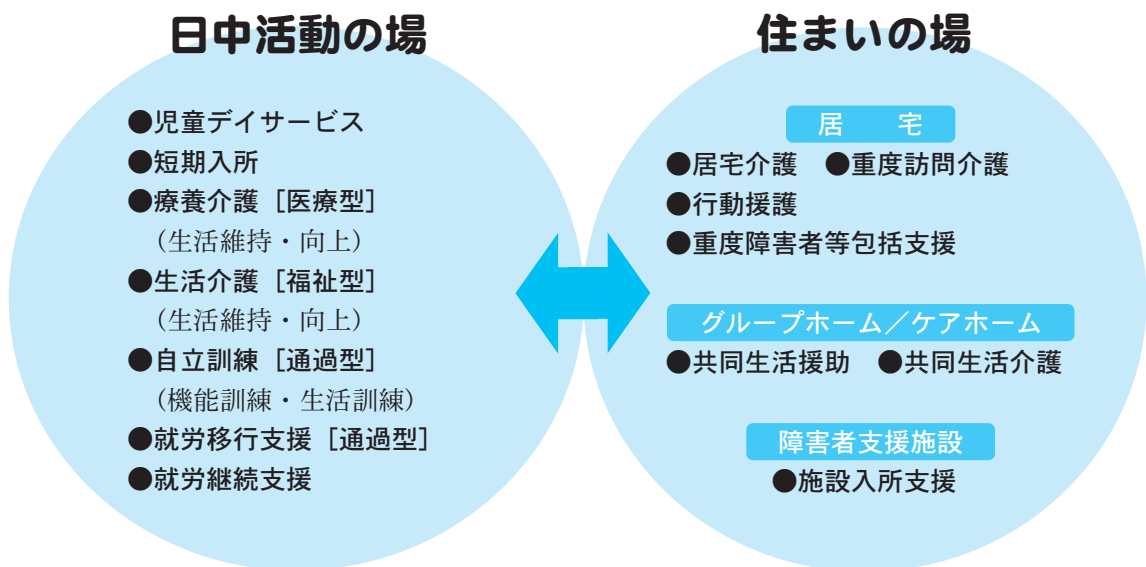 日中活動の場
●児童デイサービス
●短期入所
●療養介護［医療型］
（生活維持・向上）
●生活介護［福祉型］
（生活維持・向上）
●自立訓練［通過型］
（機能訓練・生活訓練）
●就労移行支援［通過型］
●就労継続支援
住まいの場
居　　宅
●居宅介護　●重度訪問介護
●行動援護
●重度障害者等包括支援
グループホーム／ケアホーム
●共同生活援助　●共同生活介護
障害者支援施設
●施設入所支援